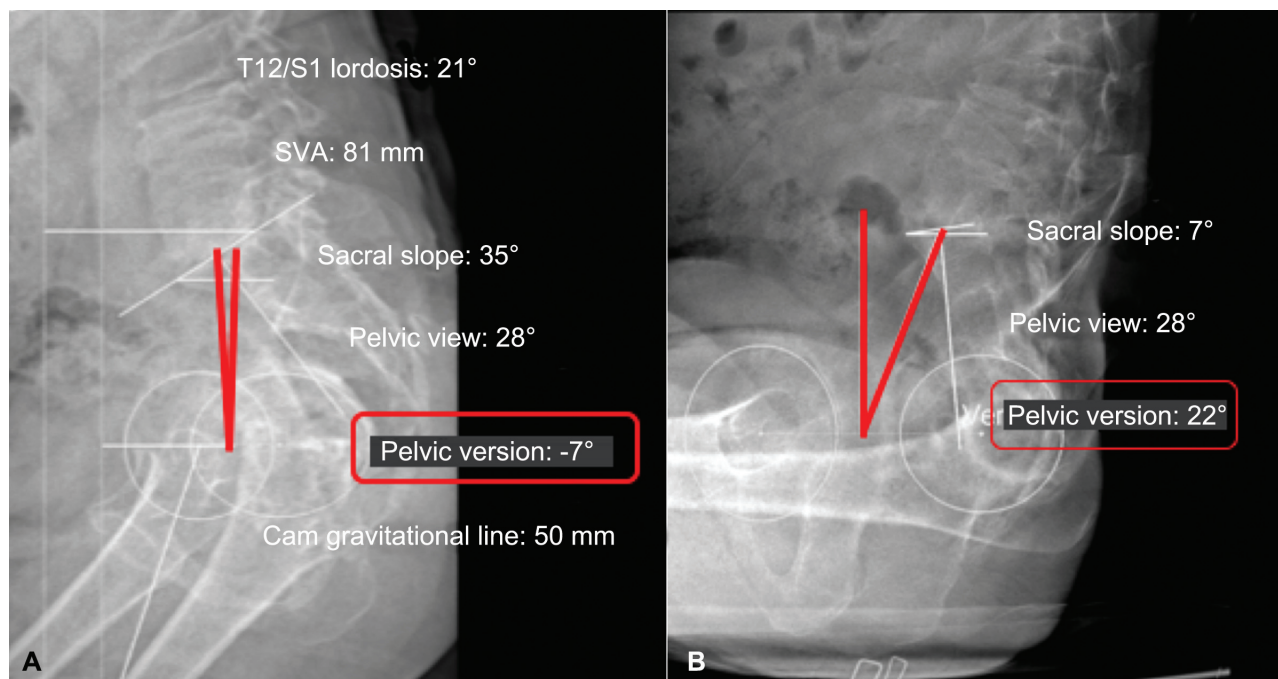 T12/S1 lordosis: 21°
SVA: 81 mm
Sacral slope: 35°
Pelvic view: 28°
Pelvic version: -7°
Cam gravitational line: 50 mm
A
Sacral slope: 7°
Pelvic view: 28°
Ver
Pelvic version: 22°
B